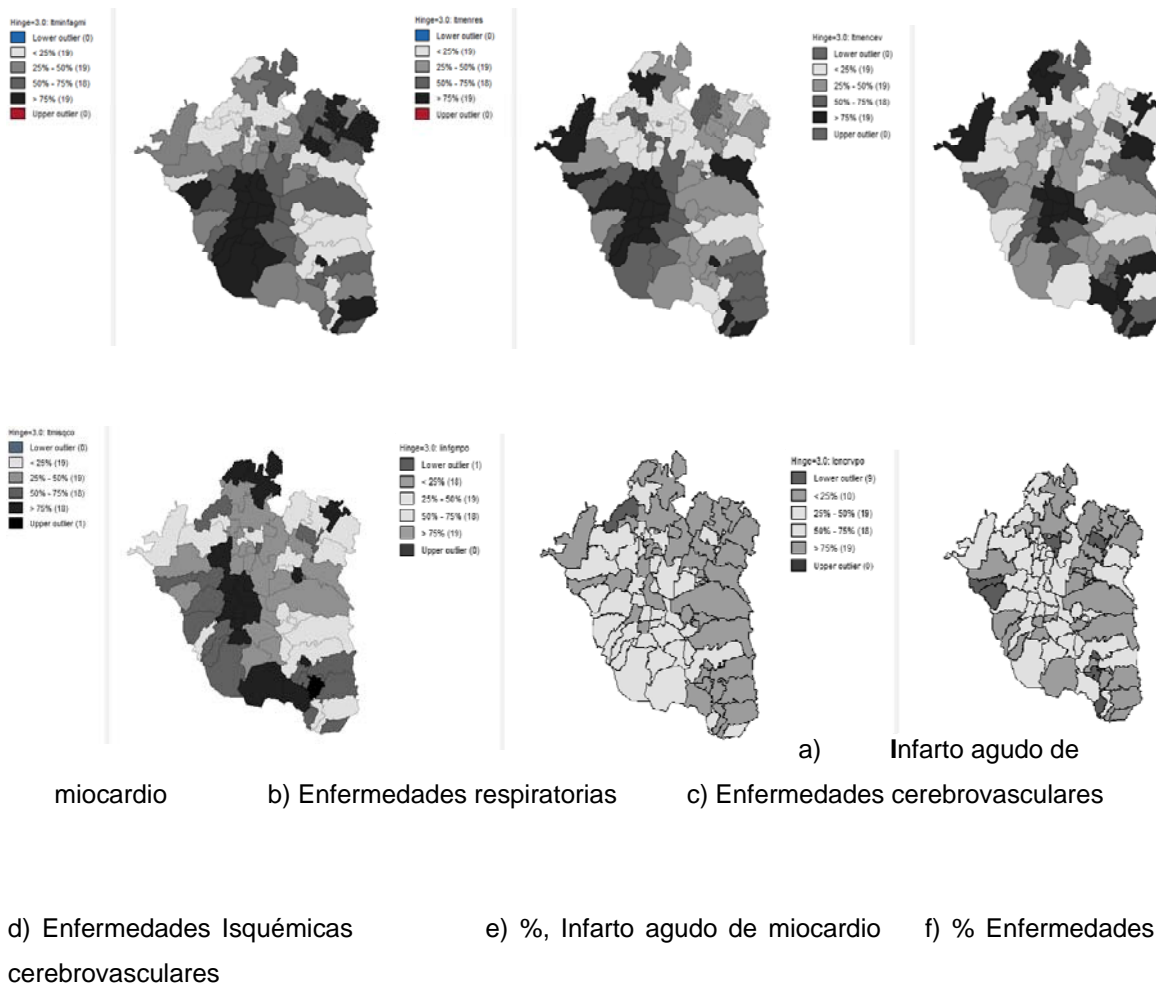 Hinge=3.0: ltminfagmi
Lower outlier (0)
< 25% (19)
25% - 50% (19)
50% - 75% (18)
> 75% (19)
Upper outlier (0)
Hinge=3.0: ltmenres
Lower outlier (0)
< 25% (19)
25% - 50% (19)
50% - 75% (18)
> 75% (19)
Upper outlier (0)
Hinge=3.0: ltmencev
Lower outlier (0)
< 25% (19)
25% - 50% (19)
50% - 75% (18)
> 75% (19)
Upper outlier (0)
Hinge=3.0: ltmisqco
Lower outlier (0)
< 25% (19)
25% - 50% (19)
50% - 75% (18)
> 75% (18)
Upper outlier (1)
Hinge=3.0:
Lower outlier (1)
< 25% (18)
25% - 50% (19)
50% - 75% (18)
> 75% (19)
Upper outlier (0)
Hinge=3.0:
Lower outlier (9)
< 25% (10)
25% - 50% (19)
50% - 75% (18)
> 75% (19)
Upper outlier (0)
a) Infarto agudo de
miocardio b) Enfermedades respiratorias c) Enfermedades cerebrovasculares
d) Enfermedades Isquémicas e) %, Infarto agudo de miocardio f) % Enfermedades
cerebrovasculares